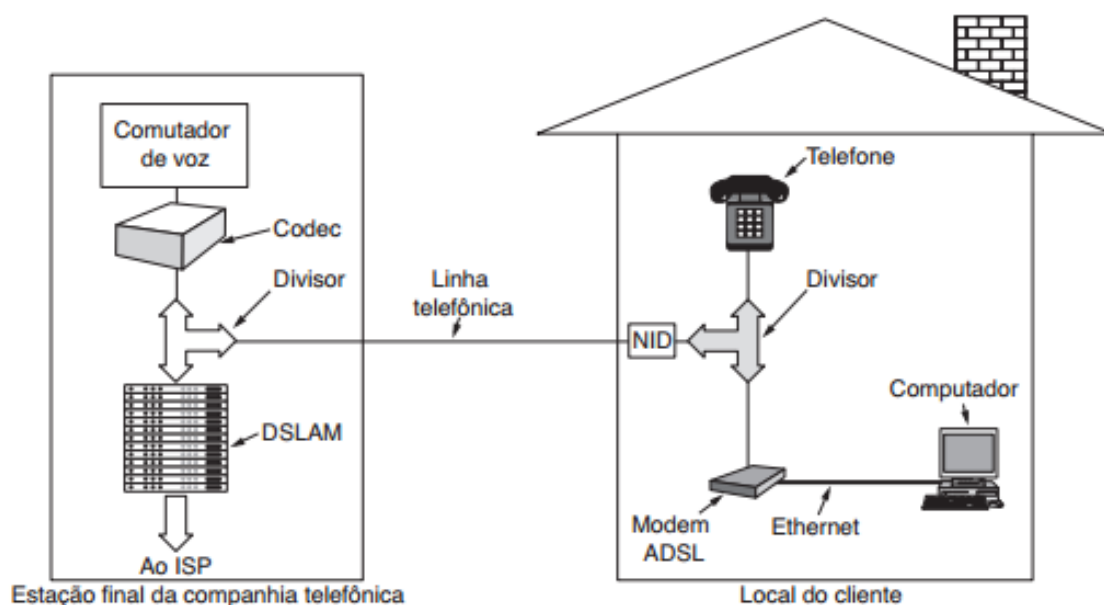 Comutador
de voz
Codec
Divisor
DSLAM
Ao ISP
Estação final da companhia telefônica
Linha
telefônica
NID
Telefone
Divisor
Computador
Modem
ADSL
Ethernet
Local do cliente